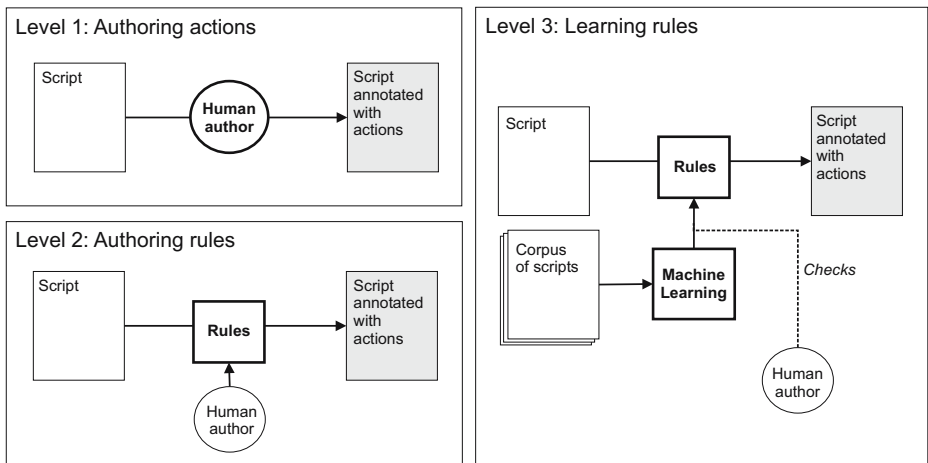 Level 1: Authoring actions
Script
Human
author
Script
annotated
with
actions
Level 2: Authoring rules
Script
Rules
Human
author
Script
annotated
with
actions
Level 3: Learning rules
Script
Rules
Script
annotated
with
actions
Corpus
of scripts
Machine
Learning
Checks
Human
author